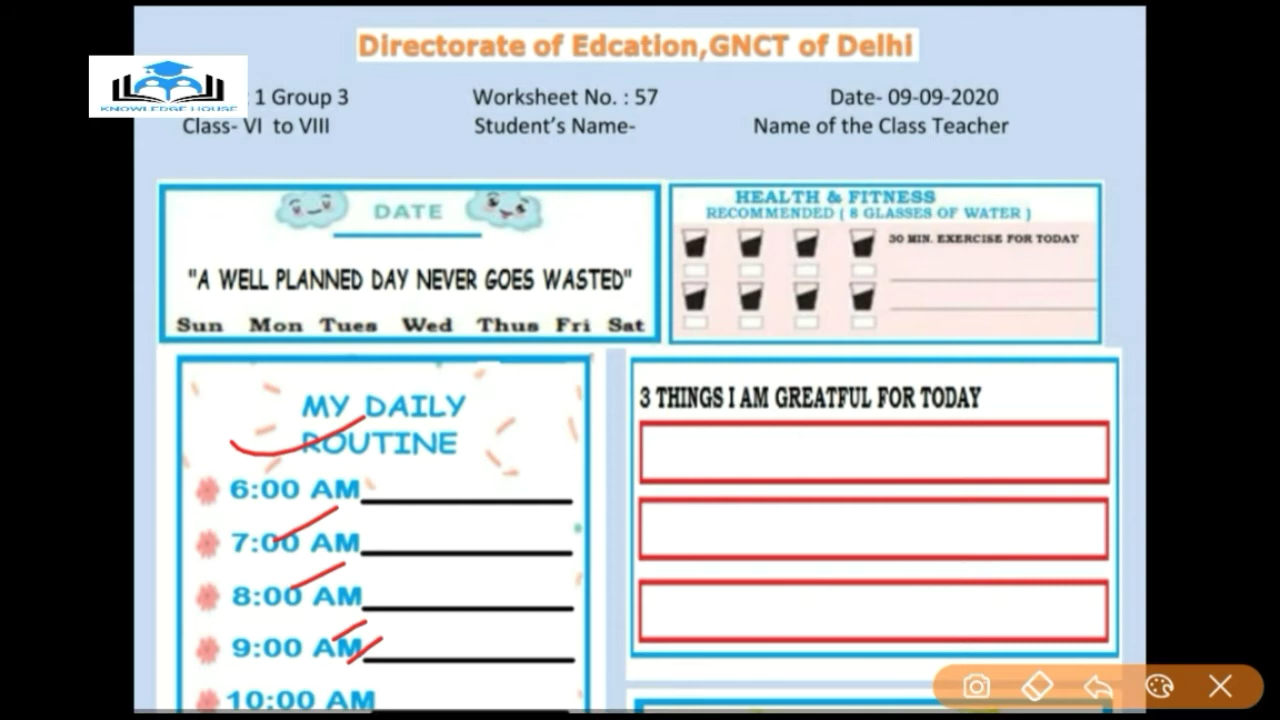 Directorate of Edcation,GNCT of Delhi
KNOWLEDGE HOUSE
1 Group 3
Worksheet No. : 57
Date- 09-09-2020
Class- VI to VIII
Student's Name-
Name of the Class Teacher
DATE
"A WELL PLANNED DAY NEVER GOES WASTED"
Sun Mon Tues Wed Thus Fri Sat
HEALTH & FITNESS
RECOMMENDED ( 8 GLASSES OF WATER )
30 MIN. EXERCISE FOR TODAY
MY DAILY
ROUTINE
6:00 AM
7:00 AM
8:00 AM
9:00 AM
10:00 AM
3 THINGS I AM GREATFUL FOR TODAY